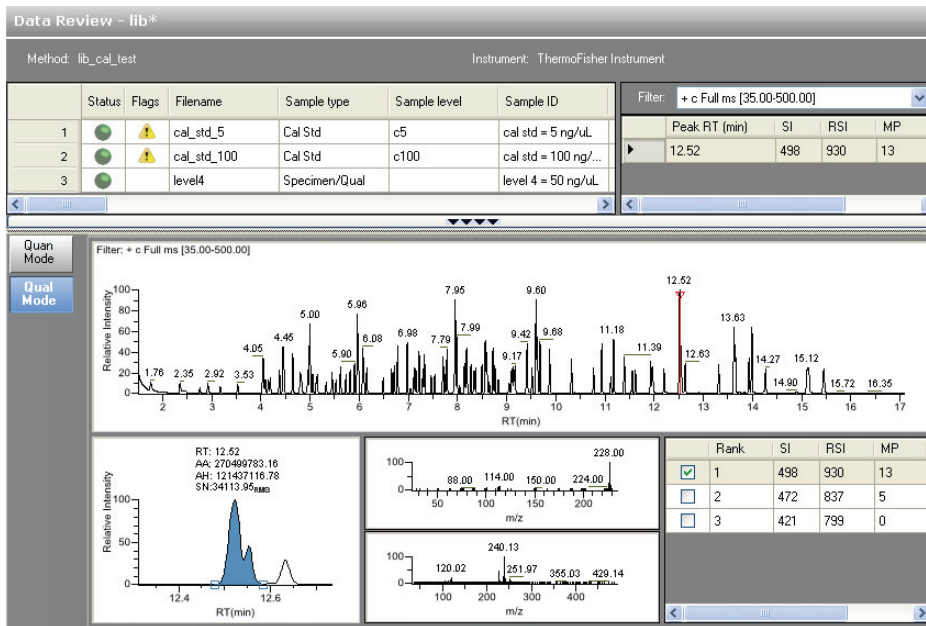 Data Review - lib*
Method: lib_cal_test Instrument: ThermoFisher Instrument
Status Flags Filename Sample type Sample level Sample ID
1 cal_std_5 Cal Std c5 cal std = 5 ng/uL
2 cal_std_100 Cal Std c100 cal std = 100 ng/...
3 level4 Specimen/Qual level 4 = 50 ng/uL
Filter: + c Full ms [35.00-500.00]
Peak RT (min) SI RSI MP
12.52 498 930 13
Quan
Mode
Qual
Mode
Filter: + c Full ms [35.00-500.00]
Relative Intensity
100
80
60
40
20
0
1.76 2.35 2.92 3.53 4.05 4.45 5.00 5.90 5.96 6.08 6.98 7.79 7.95 7.99 9.17 9.42 9.60 9.68 11.18 11.39 12.52 12.63 13.63 14.27 14.90 15.12 15.72 16.35
2 3 4 5 6 7 8 9 10 11 12 13 14 15 16 17
RT(min)
RT: 12.52
AA: 270499783.16
AH: 121437116.78
SN:34113.95RMS
Relative Intensity
100
50
0
12.4 12.6
RT(min)
228.00
100
88.00 114.00 150.00 224.00
0
50 100 150 200
m/z
240.13
100
120.02 251.97 355.03 429.14
0
100 200 300 400
m/z
Rank SI RSI MP
1 498 930 13
2 472 837 5
3 421 799 0